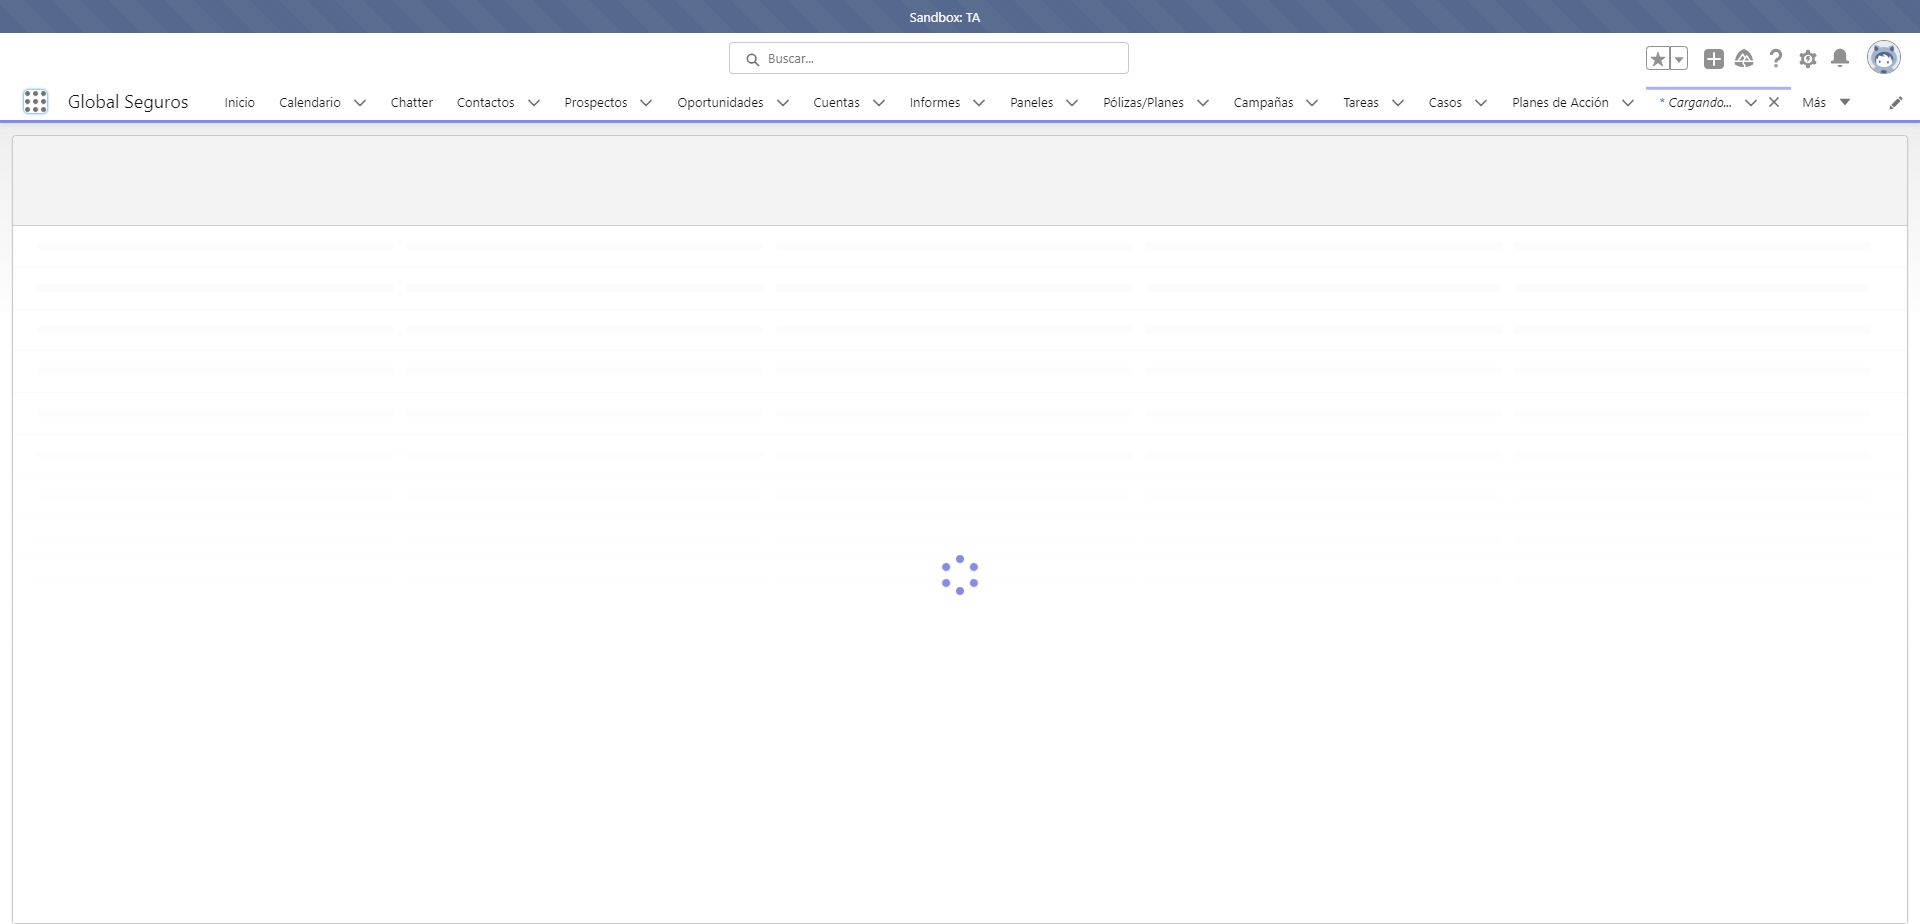 Sandbox: TA
Buscar...
Global Seguros Inicio Calendario Chatter Contactos Prospectos Oportunidades Cuentas Informes Paneles Pólizas/Planes Campañas Tareas Casos Planes de Acción * Cargando... Más